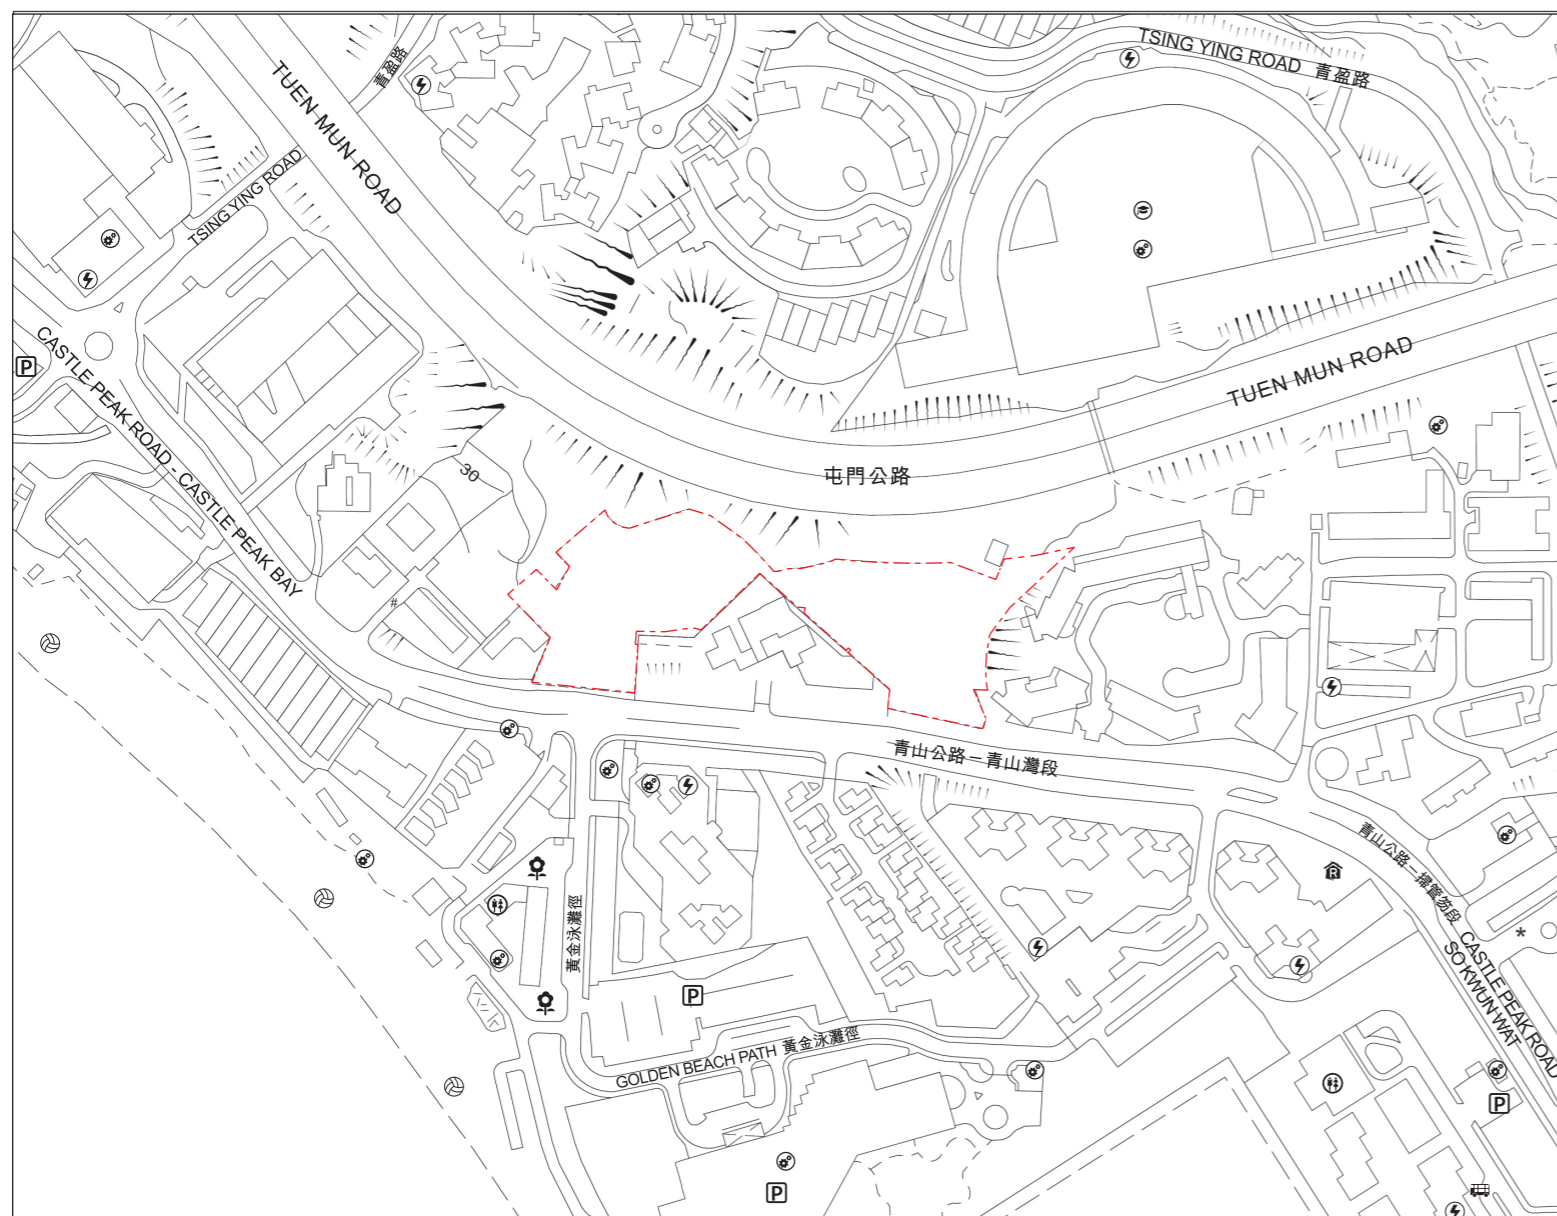 TSING YING ROAD 青盈路
青盈路
TUEN MUN ROAD
TSING YING ROAD
CASTLE PEAK ROAD - CASTLE PEAK BAY
P
TUEN MUN ROAD
屯門公路
30
#
青山公路－青山灣段
青山公路－掃管笏段
R
黃金泳灘徑
CASTLE PEAK ROAD
SO KWUN WAT
*
P
GOLDEN BEACH PATH 黃金泳灘徑
P
P